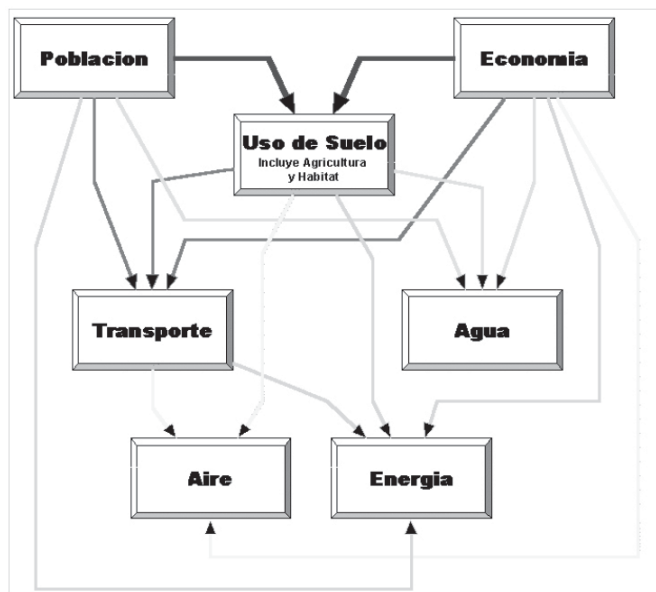 Poblacion
Economia
Uso de Suelo
Incluye Agricultura
y Habitat
Transporte
Agua
Aire
Energia